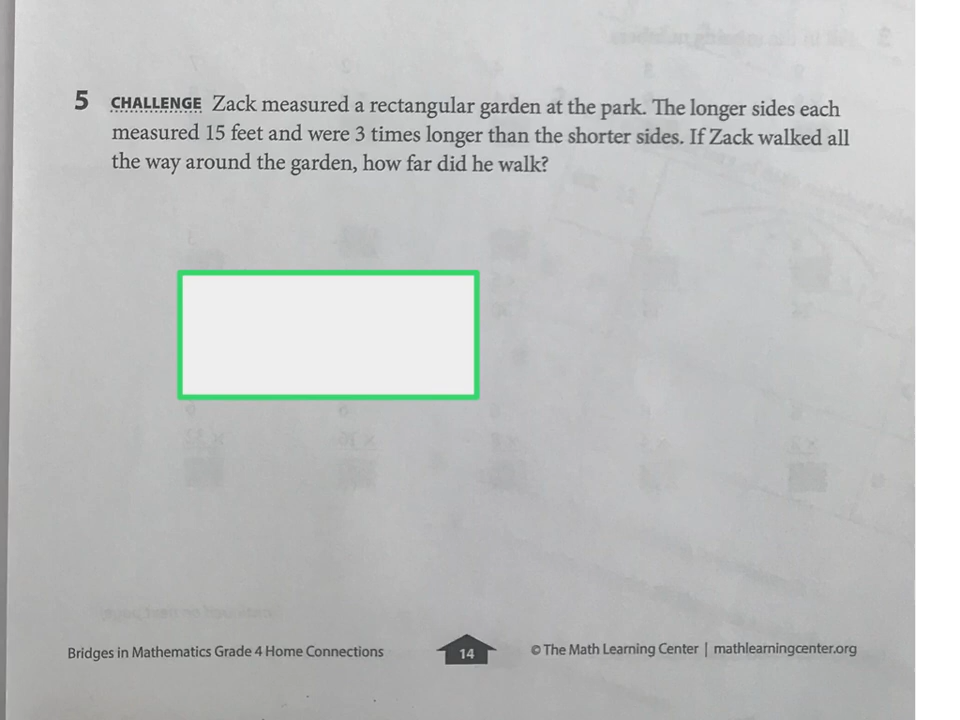 5 CHALLENGE Zack measured a rectangular garden at the park. The longer sides each
measured 15 feet and were 3 times longer than the shorter sides. If Zack walked all
the way around the garden, how far did he walk?
Bridges in Mathematics Grade 4 Home Connections
14
© The Math Learning Center | mathlearningcenter.org